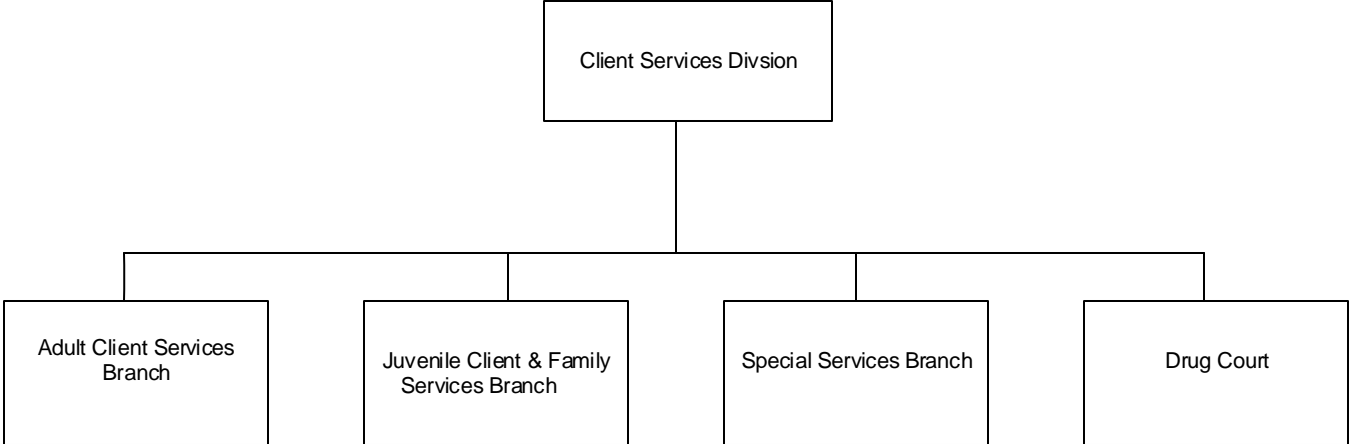 Client Services Divsion
Adult Client Services
Branch
Juvenile Client & Family
Services Branch
Special Services Branch
Drug Court